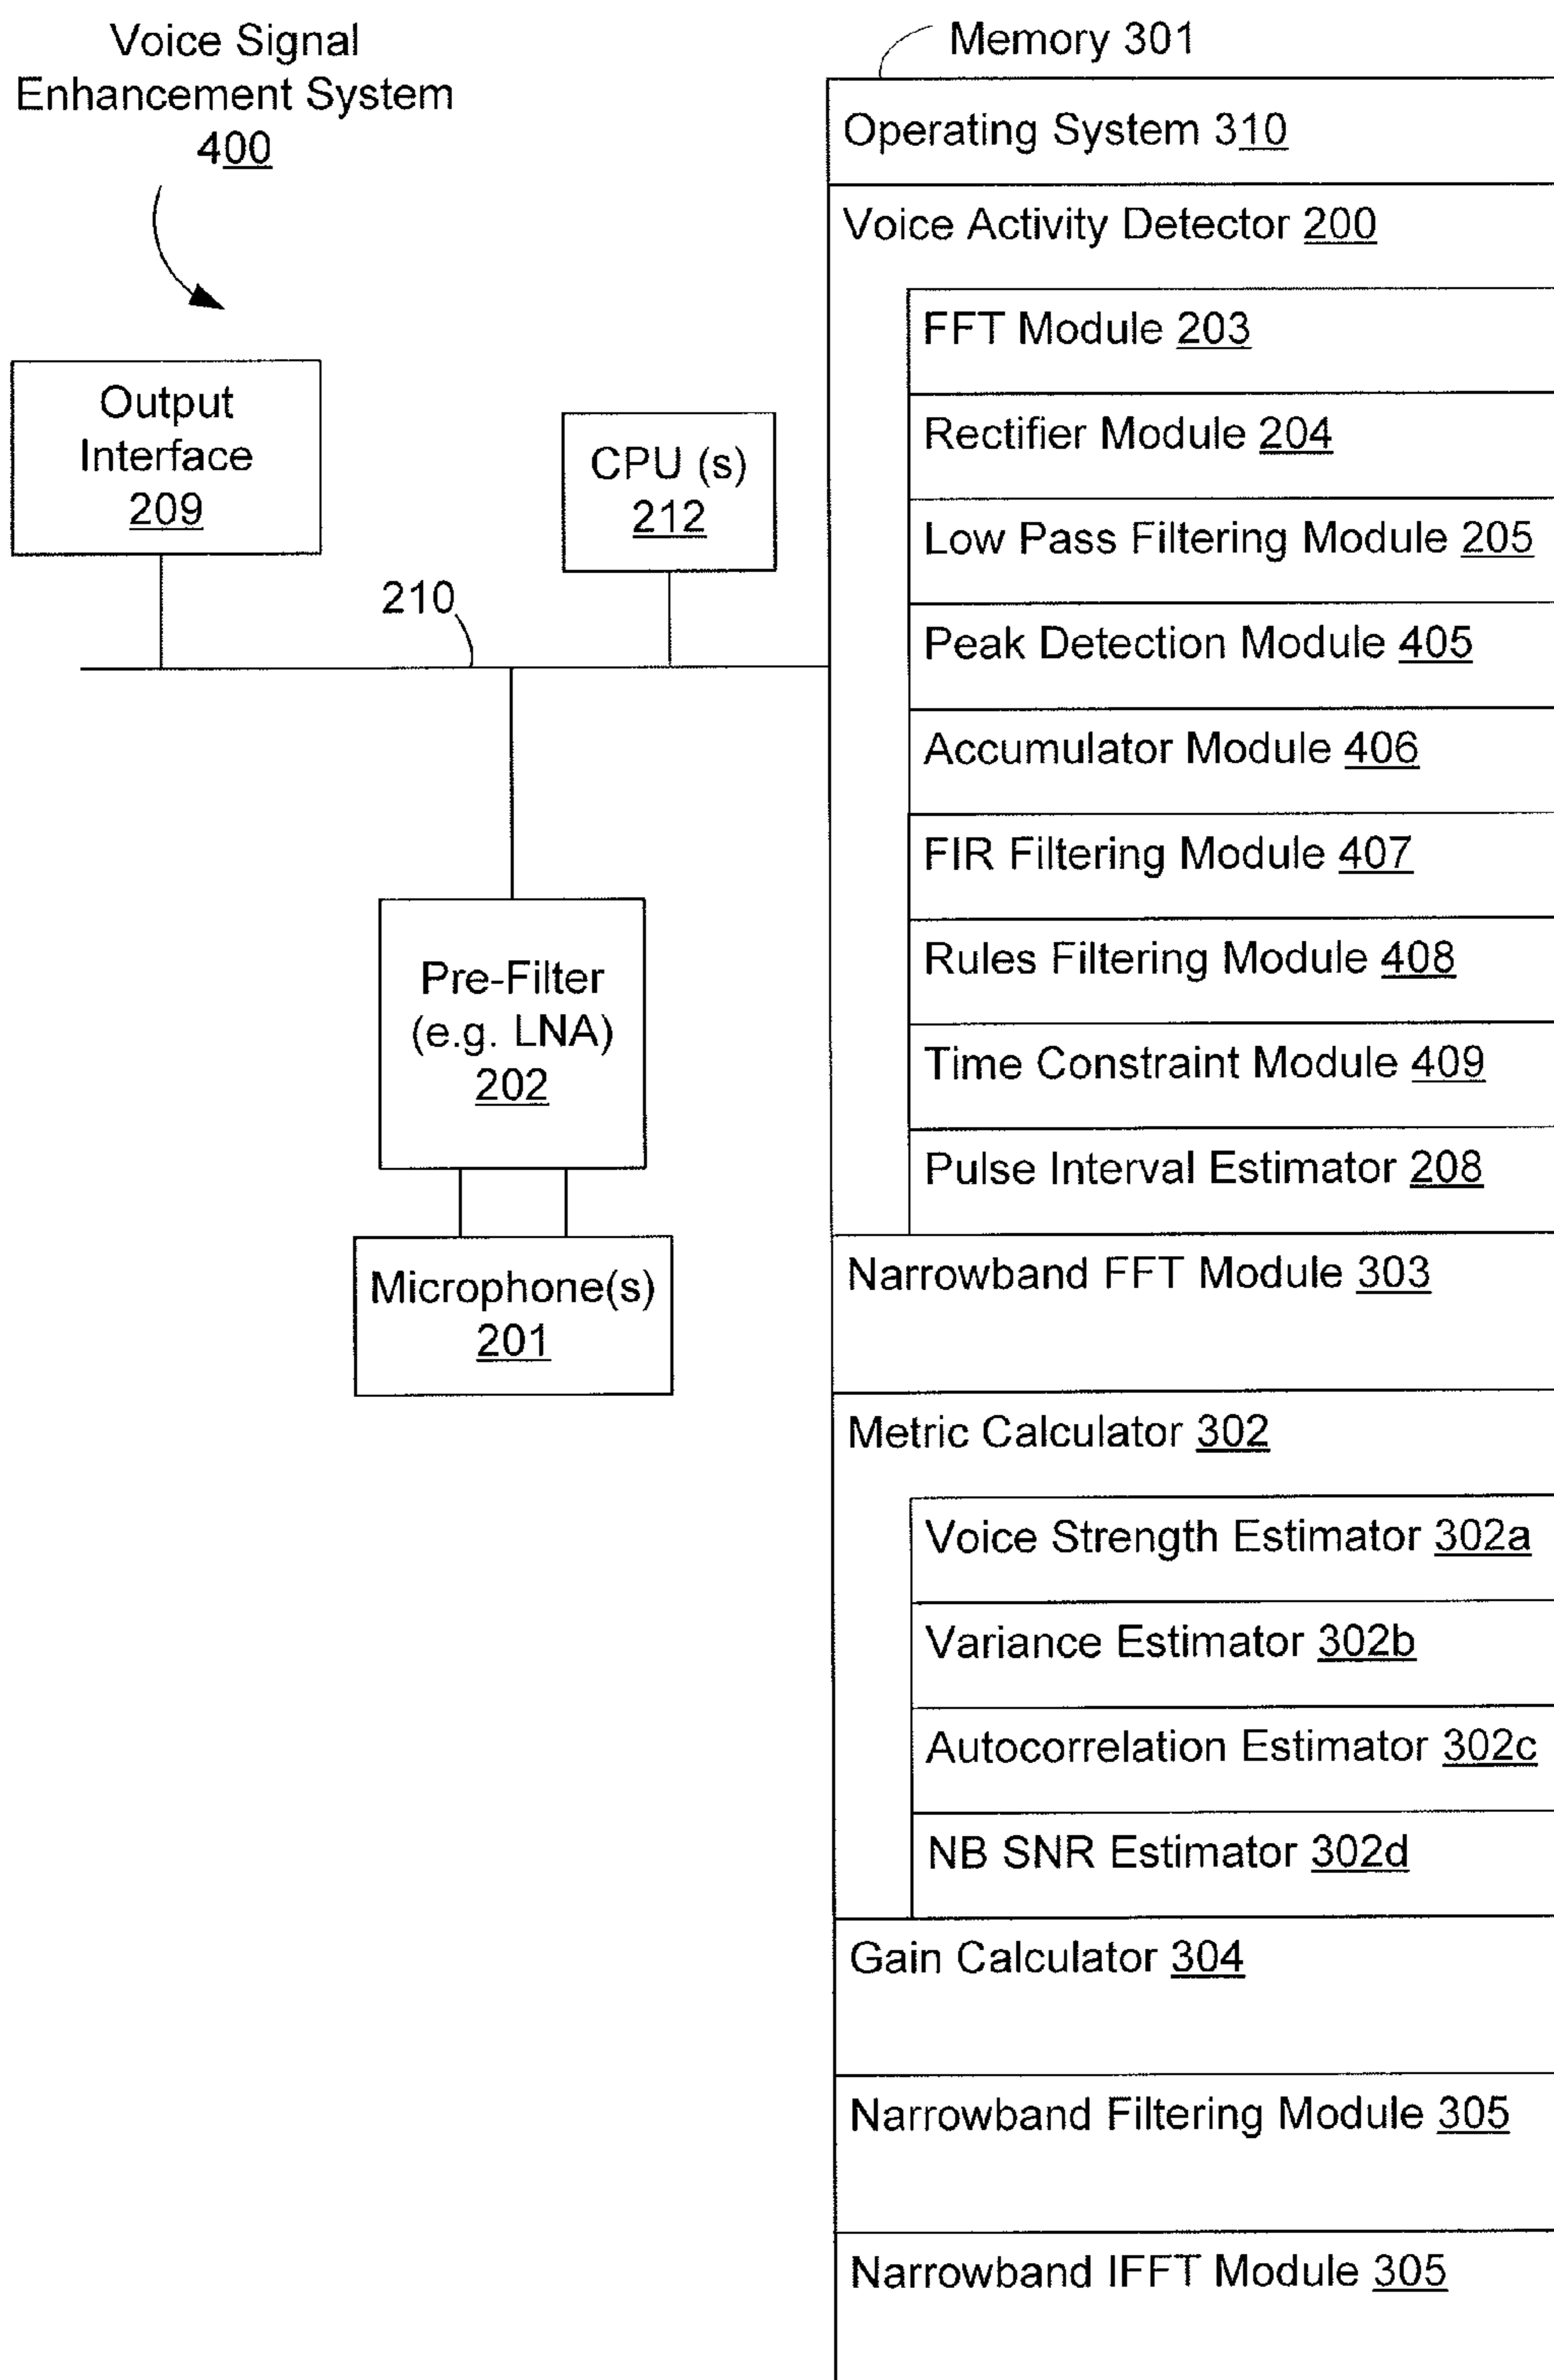 Voice Signal
Enhancement System
400
Memory 301
Operating System 310
Voice Activity Detector 200
FFT Module 203
Rectifier Module 204
Low Pass Filtering Module 205
Peak Detection Module 405
Accumulator Module 406
FIR Filtering Module 407
Rules Filtering Module 408
Time Constraint Module 409
Pulse Interval Estimator 208
Narrowband FFT Module 303
Metric Calculator 302
Voice Strength Estimator 302a
Variance Estimator 302b
Autocorrelation Estimator 302c
NB SNR Estimator 302d
Gain Calculator 304
Narrowband Filtering Module 305
Narrowband IFFT Module 305
Output
Interface
209
CPU (s)
212
210
Pre-Filter
(e.g. LNA)
202
Microphone(s)
201